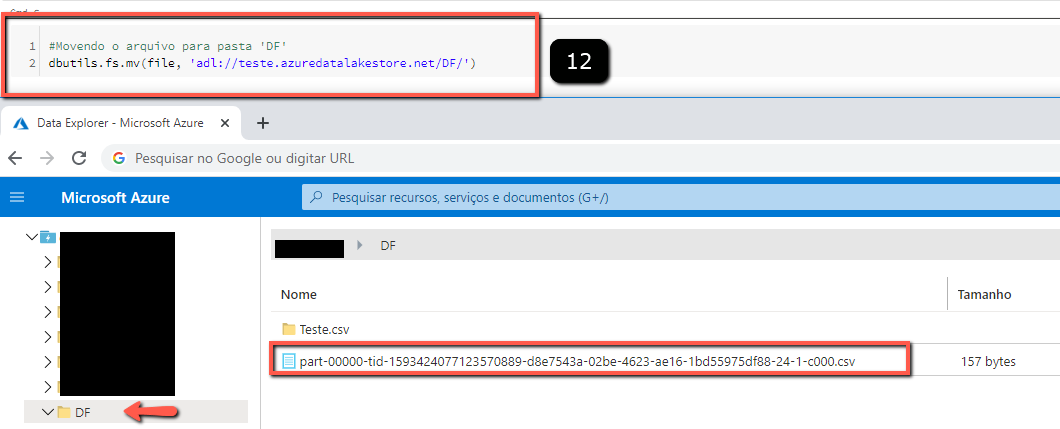 1 #Movendo o arquivo para pasta 'DF'
2 dbutils.fs.mv(file, 'adl://teste.azuredatalakestore.net/DF/')
12
Data Explorer - Microsoft Azure
Pesquisar no Google ou digitar URL
Microsoft Azure
Pesquisar recursos, serviços e documentos (G+/)
DF
Nome Tamanho
Teste.csv
part-00000-tid-1593424077123570889-d8e7543a-02be-4623-ae16-1bd55975df88-24-1-c000.csv 157 bytes
DF